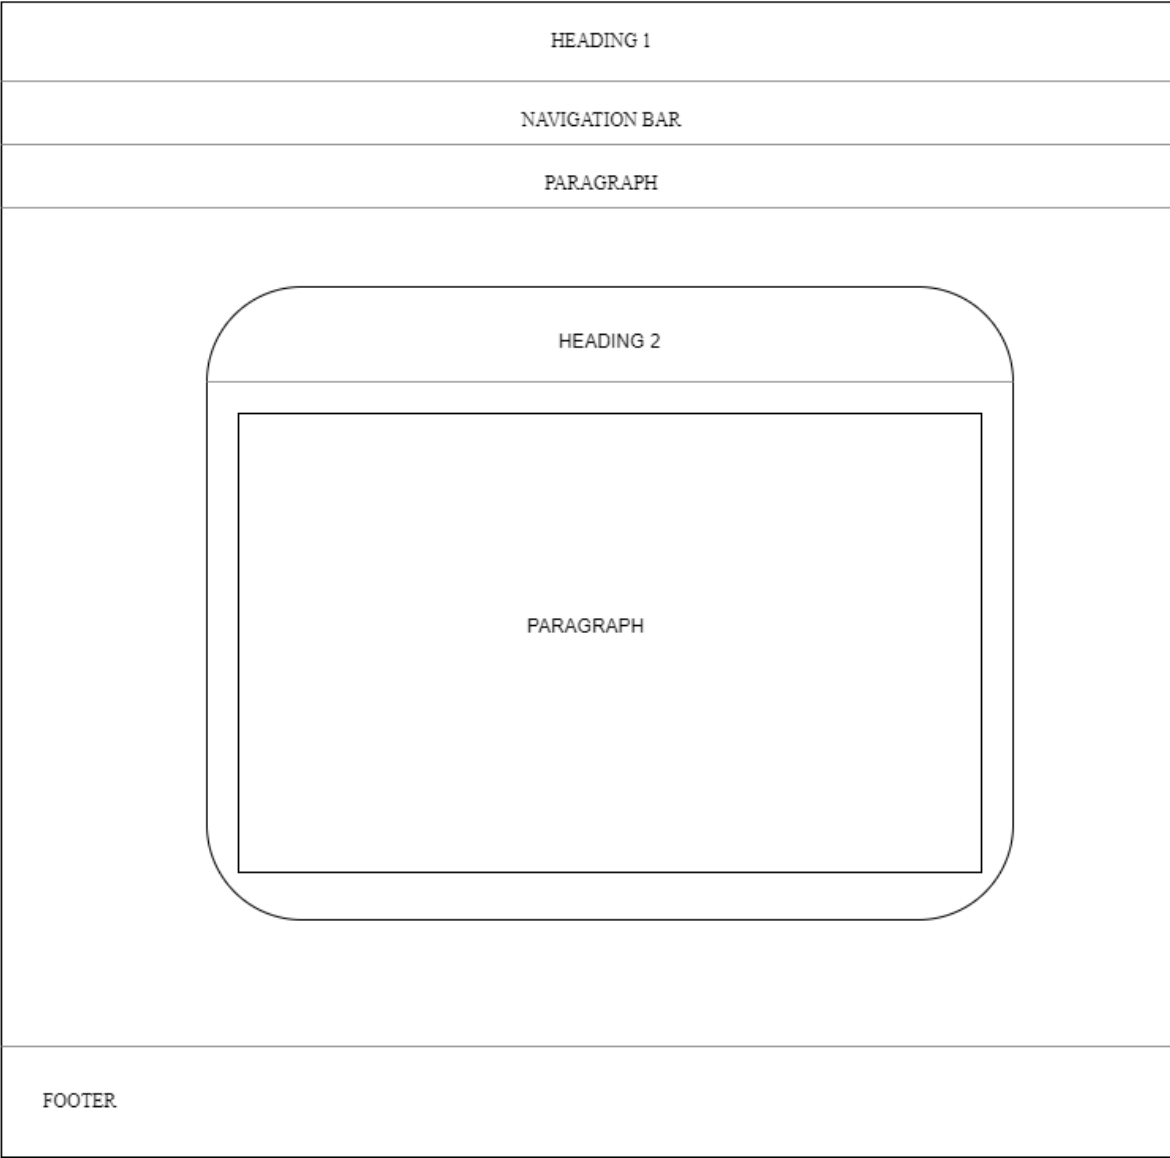 HEADING 1
NAVIGATION BAR
PARAGRAPH
HEADING 2
PARAGRAPH
FOOTER